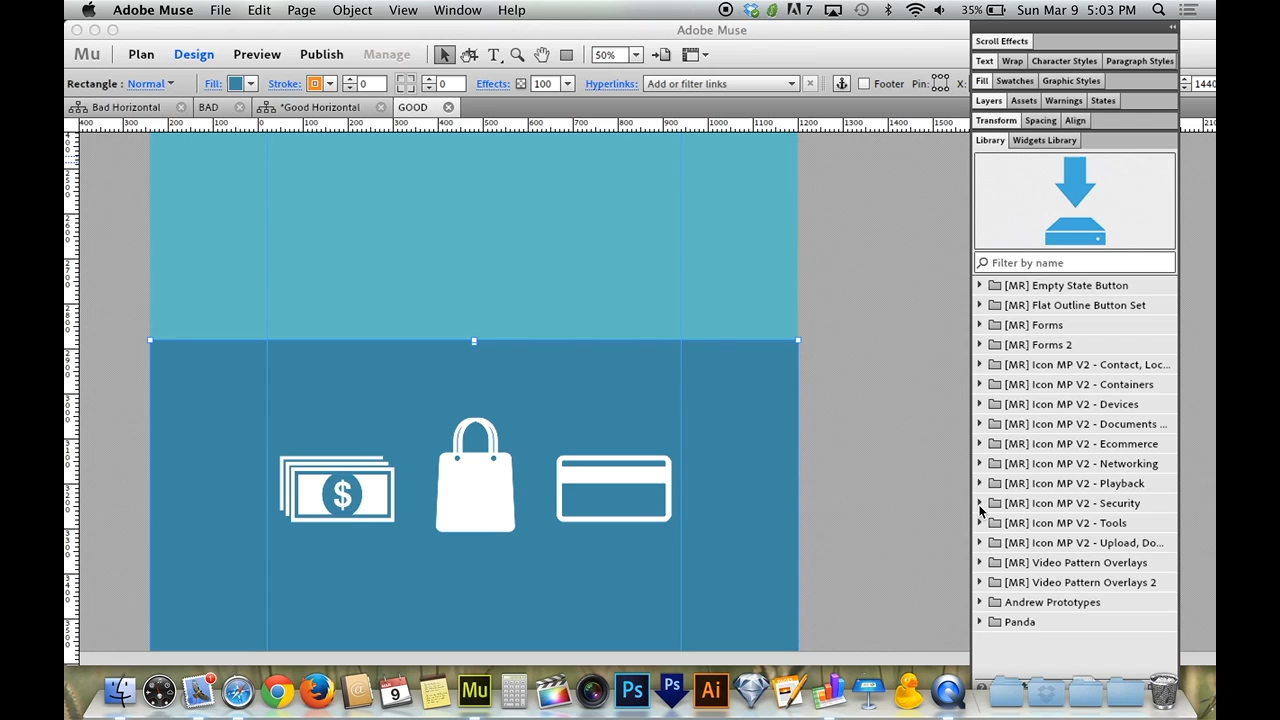 Adobe Muse File Edit Page Object View Window Help 7 35% Sun Mar 9 5:03 PM
Adobe Muse
Mu Plan Design Preview Publish Manage T 50%
Rectangle : Normal Fill: Stroke: 0 0 Effects: 100 Hyperlinks: Add or filter links Footer Pin: X: 1440
Bad Horizontal BAD *Good Horizontal GOOD
400 300 200 100 0 100 200 300 400 500 600 700 800 900 1000 1100 1200 1300 1400 1500
Scroll Effects
Text Wrap Character Styles Paragraph Styles
Fill Swatches Graphic Styles
Layers Assets Warnings States
Transform Spacing Align
Library Widgets Library
Filter by name
[MR] Empty State Button
[MR] Flat Outline Button Set
[MR] Forms
[MR] Forms 2
[MR] Icon MP V2 - Contact, Loc...
[MR] Icon MP V2 - Containers
[MR] Icon MP V2 - Devices
[MR] Icon MP V2 - Documents ...
[MR] Icon MP V2 - Ecommerce
[MR] Icon MP V2 - Networking
[MR] Icon MP V2 - Playback
[MR] Icon MP V2 - Security
[MR] Icon MP V2 - Tools
[MR] Icon MP V2 - Upload, Do...
[MR] Video Pattern Overlays
[MR] Video Pattern Overlays 2
Andrew Prototypes
Panda
$
MAR 9 Mu Ps Ps Ai